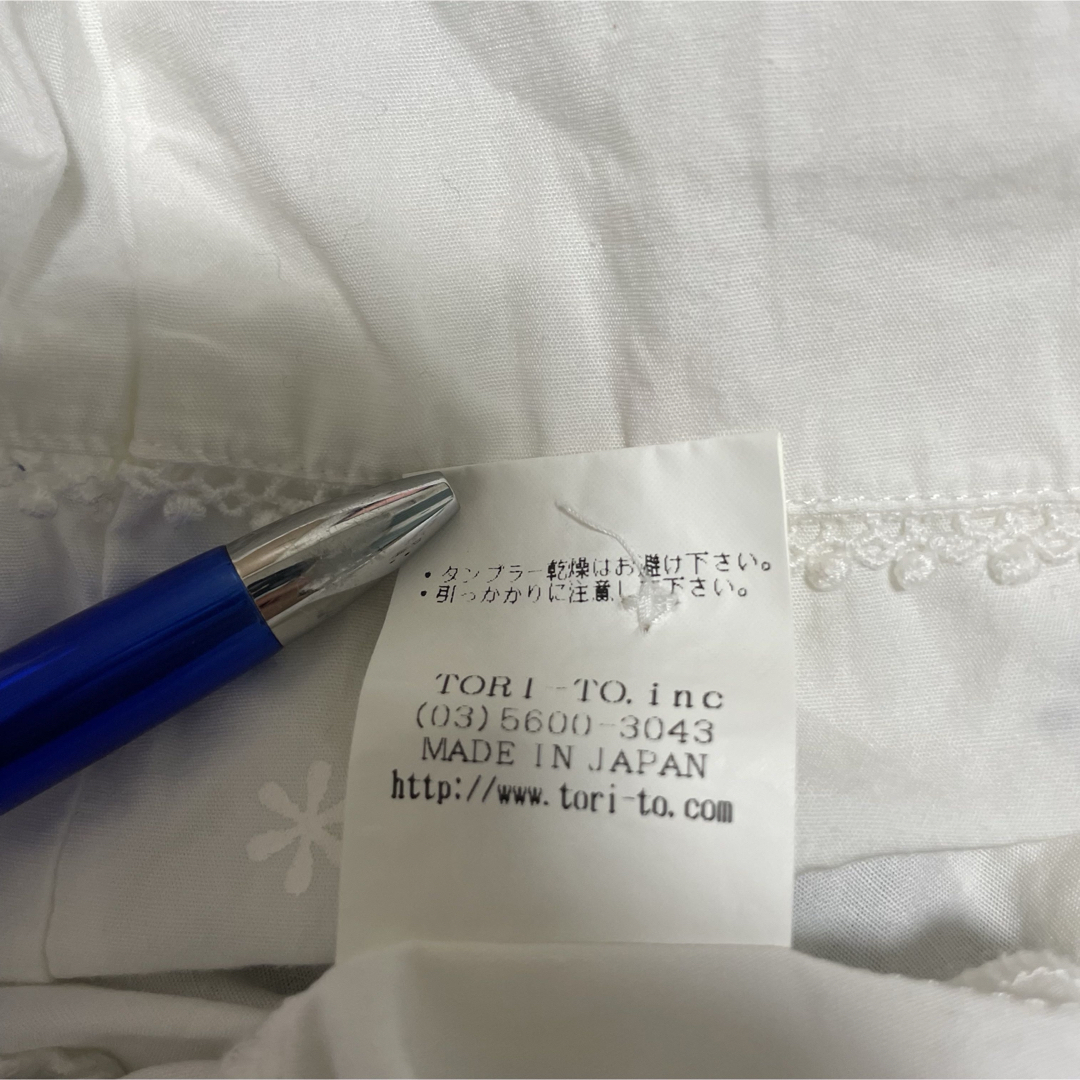 ・タンブラー乾燥はお避け下さい。
・引っかかりに注意して下さい。
TORI-TO.inc
(03)5600-3043
MADE IN JAPAN
http://www.tori-to.com